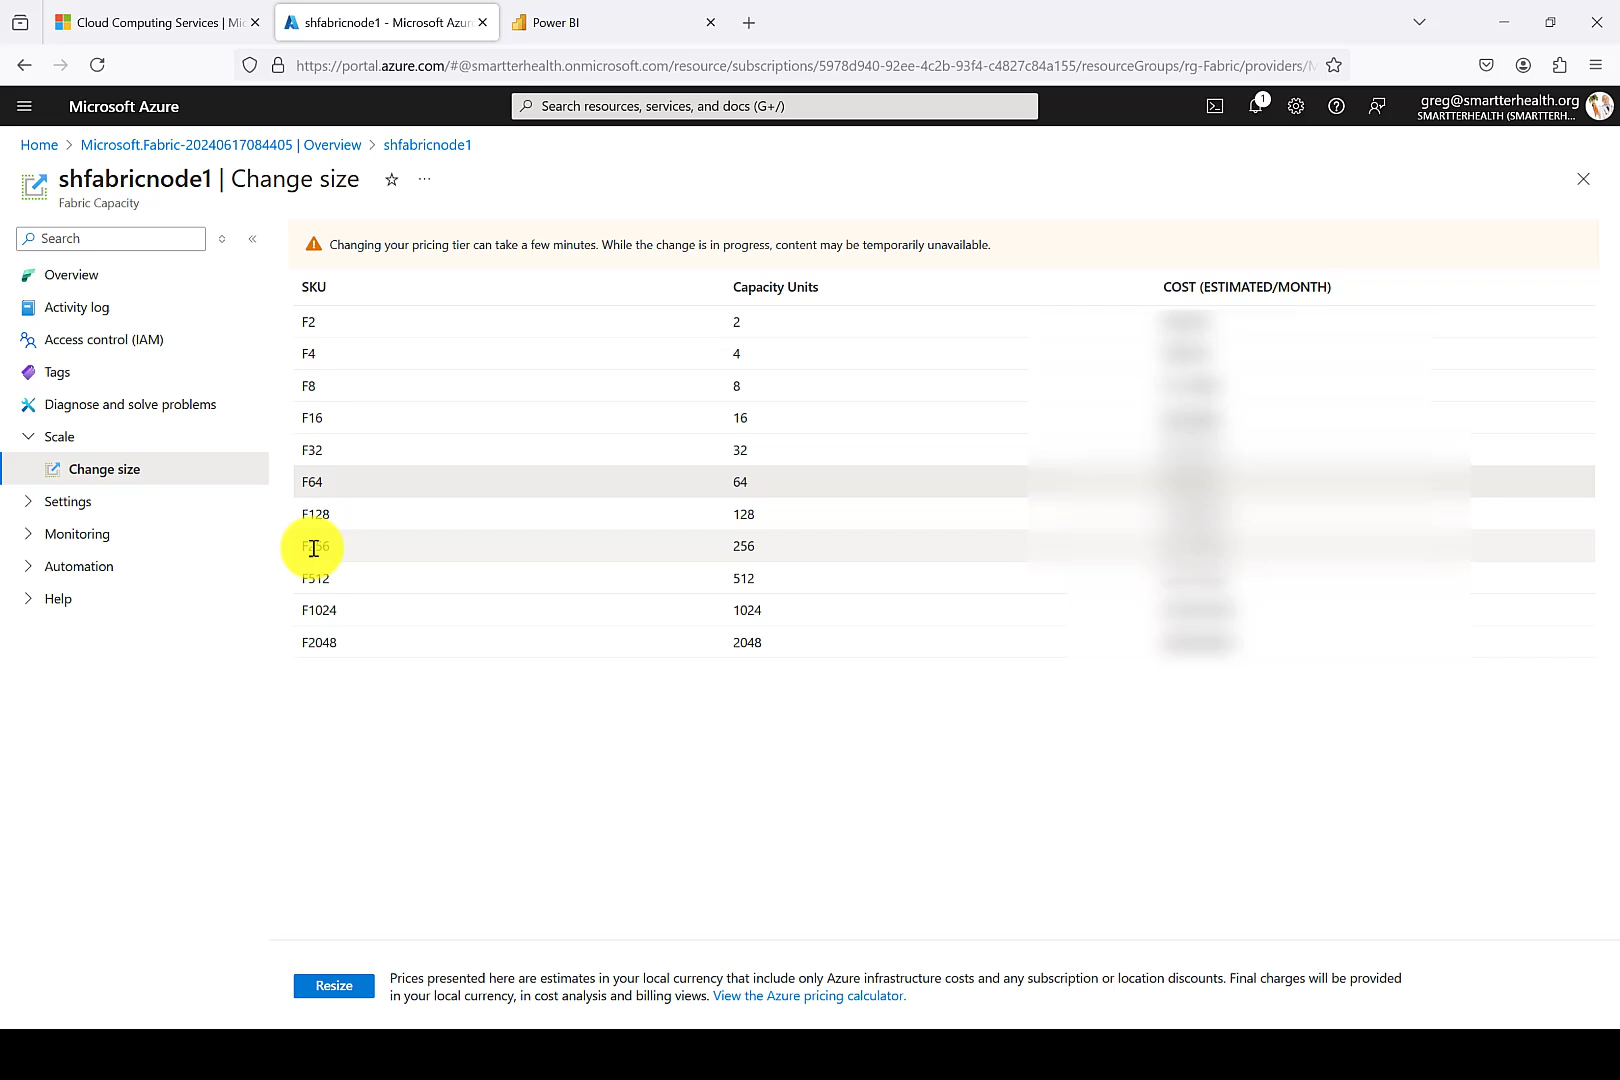 Cloud Computing Services | Mic
shfabricnode1 - Microsoft Azur
Power BI
https://portal.azure.com/#@smartterhealth.onmicrosoft.com/resource/subscriptions/5978d940-92ee-4c2b-93f4-c4827c84a155/resourceGroups/rg-Fabric/providers/M
Microsoft Azure
Search resources, services, and docs (G+/)
1
greg@smartterhealth.org
SMARTTERHEALTH (SMARTTERH...
Home > Microsoft.Fabric-20240617084405 | Overview > shfabricnode1
shfabricnode1 | Change size
Fabric Capacity
Search
Overview
Activity log
Access control (IAM)
Tags
Diagnose and solve problems
Scale
Change size
Settings
Monitoring
Automation
Help
Changing your pricing tier can take a few minutes. While the change is in progress, content may be temporarily unavailable.
SKU Capacity Units COST (ESTIMATED/MONTH)
F2 2
F4 4
F8 8
F16 16
F32 32
F64 64
F128 128
F256 256
F512 512
F1024 1024
F2048 2048
Resize
Prices presented here are estimates in your local currency that include only Azure infrastructure costs and any subscription or location discounts. Final charges will be provided
in your local currency, in cost analysis and billing views. View the Azure pricing calculator.